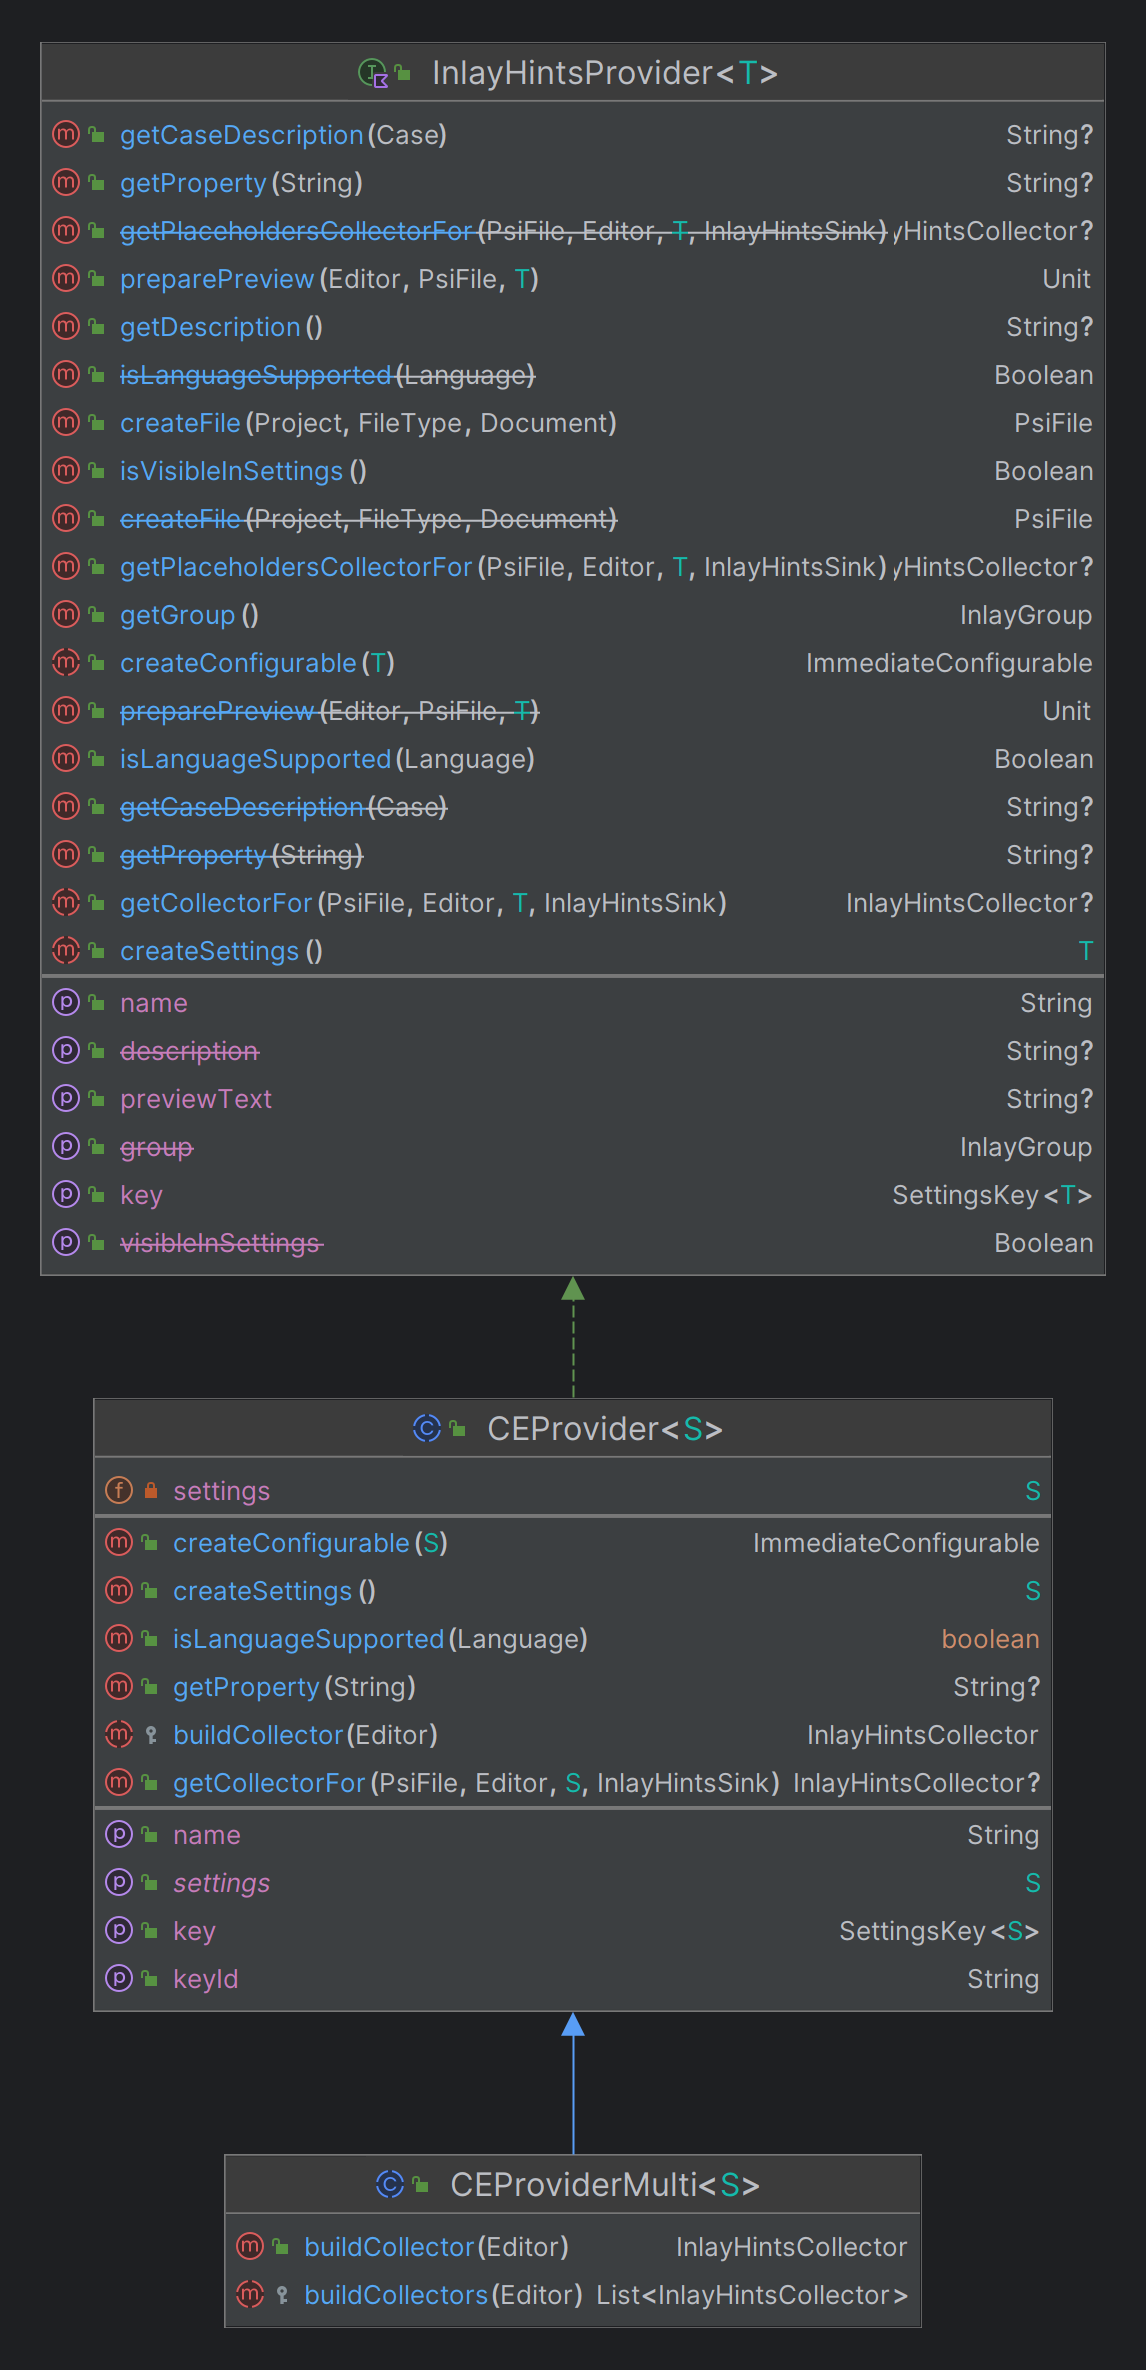 InlayHintsProvider<T>
getCaseDescription(Case) String?
getProperty(String) String?
getPlaceholdersCollectorFor(PsiFile, Editor, T, InlayHintsSink) yHintsCollector?
preparePreview(Editor, PsiFile, T) Unit
getDescription() String?
isLanguageSupported(Language) Boolean
createFile(Project, FileType, Document) PsiFile
isVisibleInSettings() Boolean
createFile(Project, FileType, Document) PsiFile
getPlaceholdersCollectorFor(PsiFile, Editor, T, InlayHintsSink) yHintsCollector?
getGroup() InlayGroup
createConfigurable(T) ImmediateConfigurable
preparePreview(Editor, PsiFile, T) Unit
isLanguageSupported(Language) Boolean
getCaseDescription(Case) String?
getProperty(String) String?
getCollectorFor(PsiFile, Editor, T, InlayHintsSink) InlayHintsCollector?
createSettings() T
name String
description String?
previewText String?
group InlayGroup
key SettingsKey<T>
visibleInSettings Boolean
CEProvider<S>
settings S
createConfigurable(S) ImmediateConfigurable
createSettings() S
isLanguageSupported(Language) boolean
getProperty(String) String?
buildCollector(Editor) InlayHintsCollector
getCollectorFor(PsiFile, Editor, S, InlayHintsSink) InlayHintsCollector?
name String
settings S
key SettingsKey<S>
keyId String
CEProviderMulti<S>
buildCollector(Editor) InlayHintsCollector
buildCollectors(Editor) List<InlayHintsCollector>